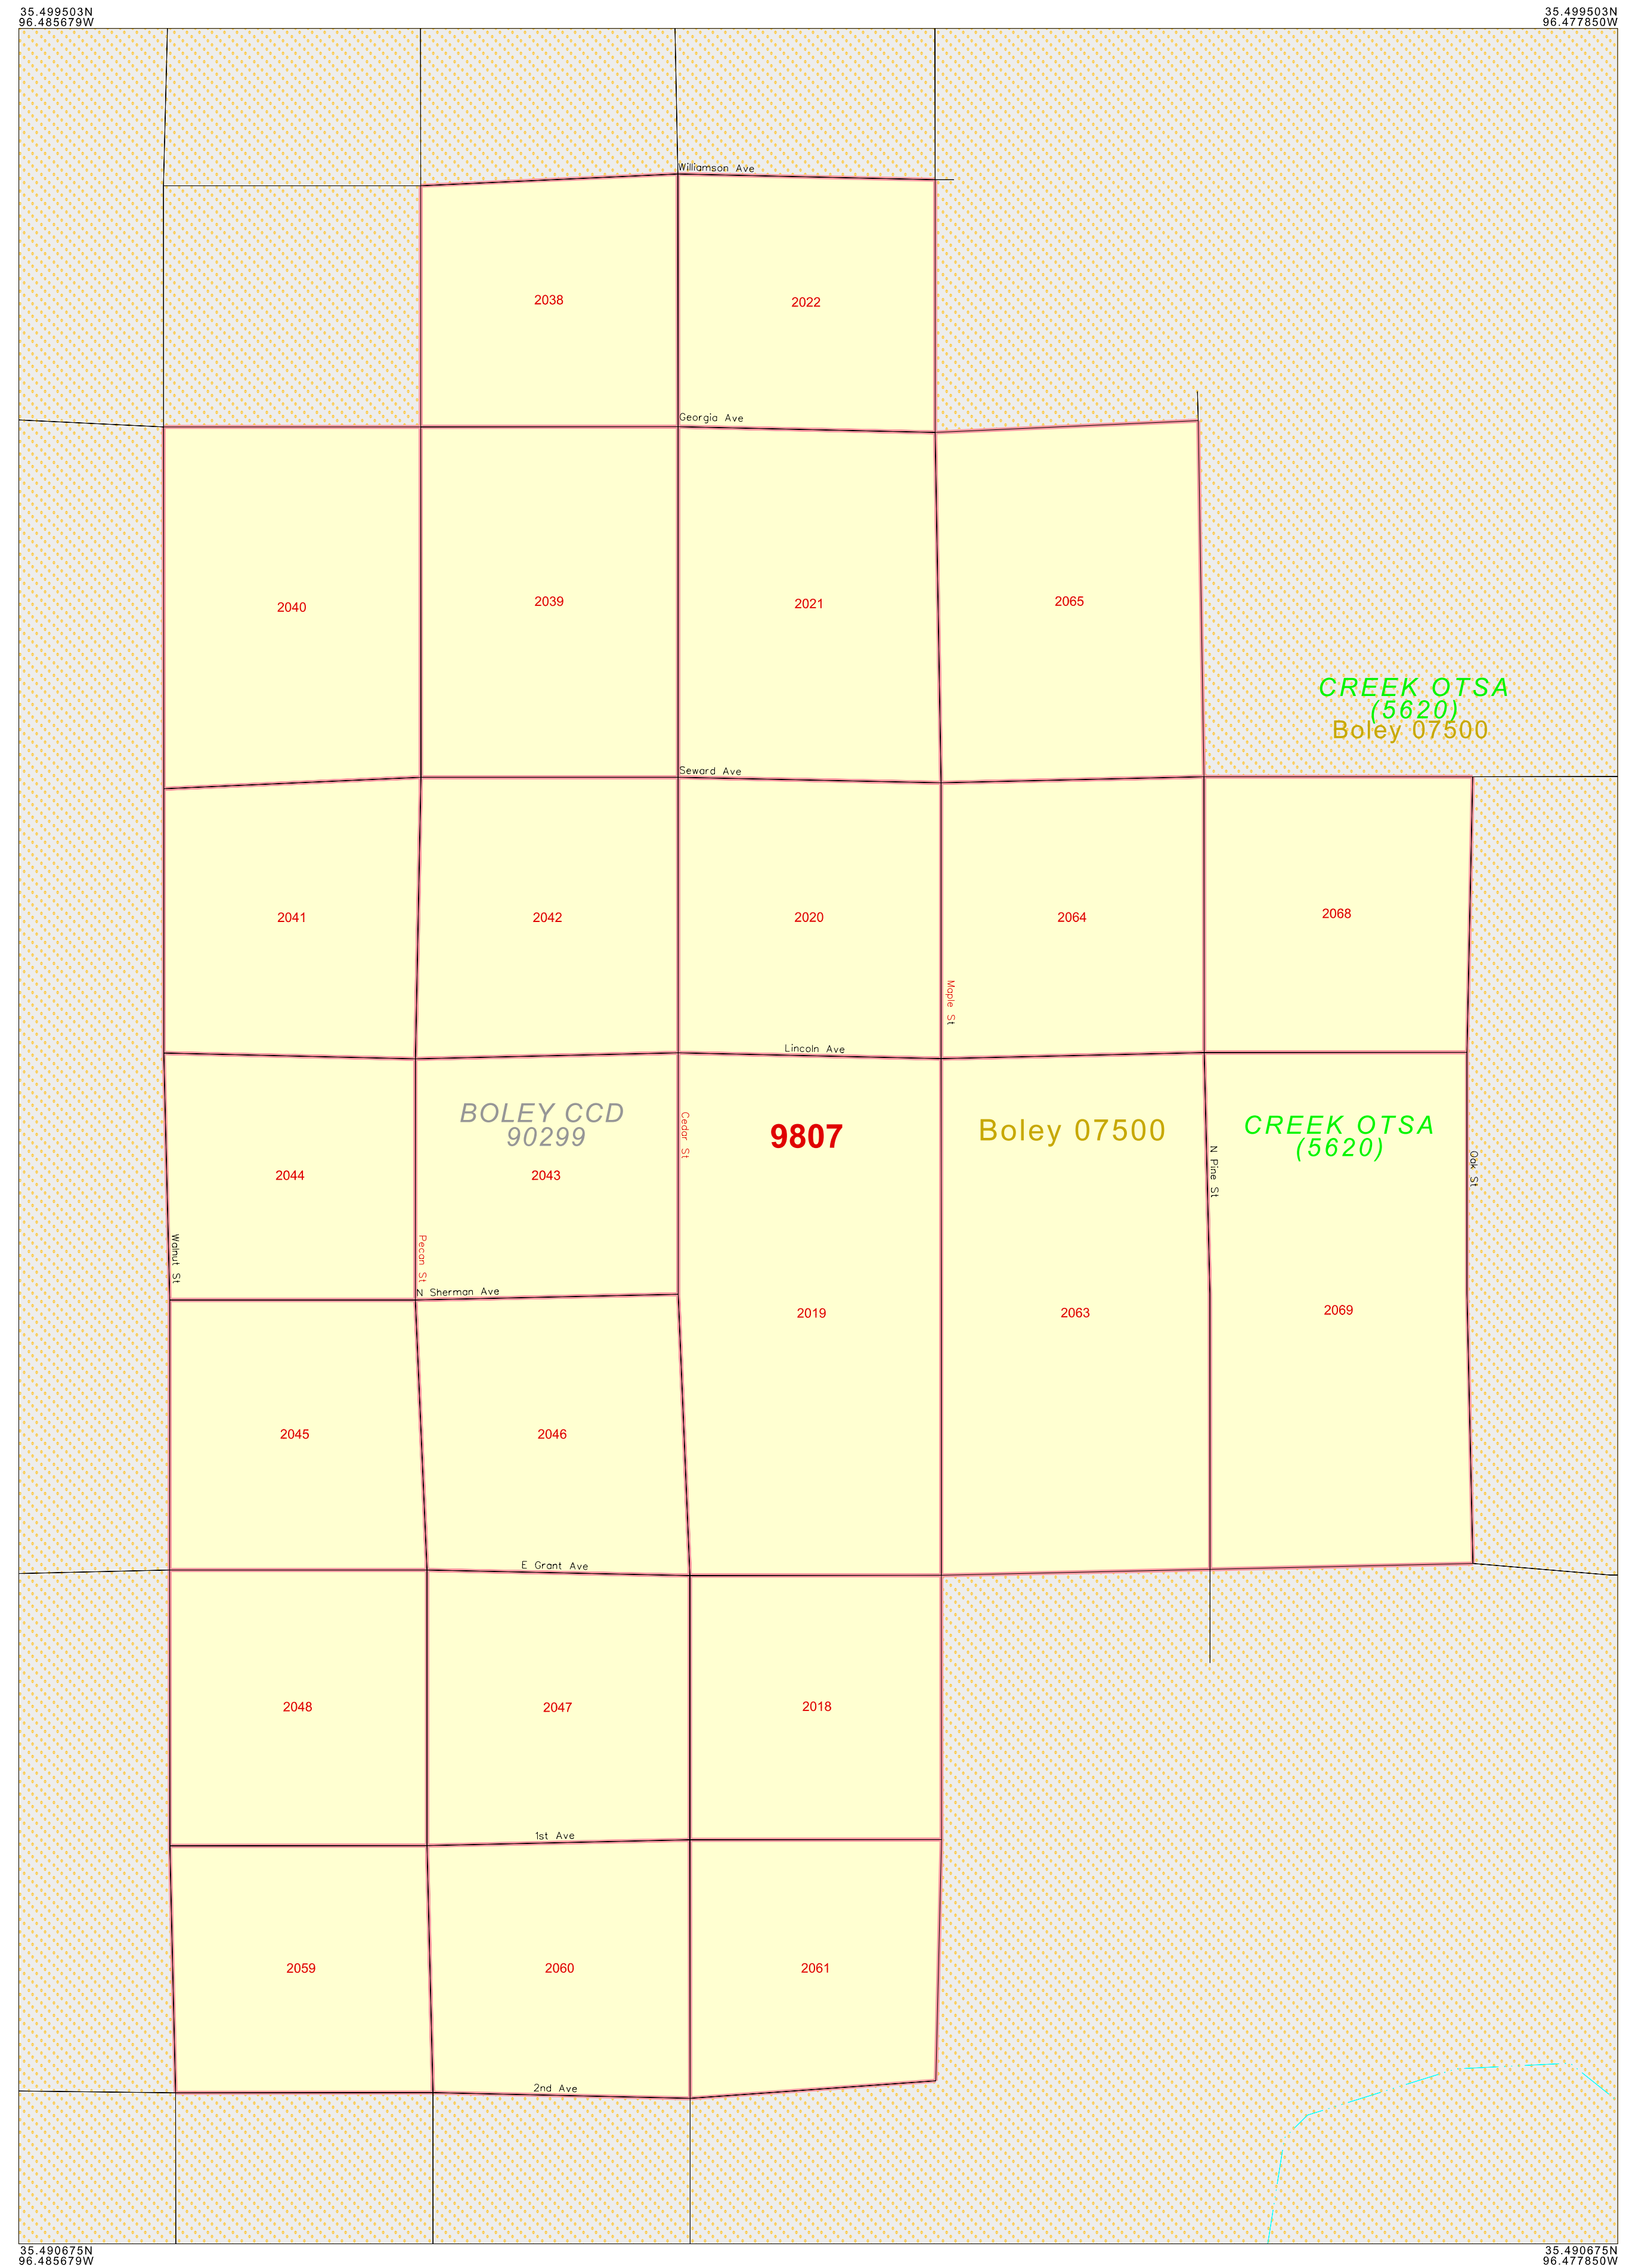 35.499503N
96.485679W
35.499503N
96.477850W
Williamson Ave
2038
2022
Georgia Ave
2040
2039
2021
2065
CREEK OTSA
(5620)
Boley 07500
Seward Ave
2041
2042
2020
2064
2068
Maple St
Lincoln Ave
BOLEY CCD
90299
Cedar St
9807
Boley 07500
CREEK OTSA
(5620)
N Pine St
Oak St
2044
2043
Walnut St
Pecan St
N Sherman Ave
2019
2063
2069
2045
2046
E Grant Ave
2048
2047
2018
1st Ave
2059
2060
2061
2nd Ave
35.490675N
96.485679W
35.490675N
96.477850W